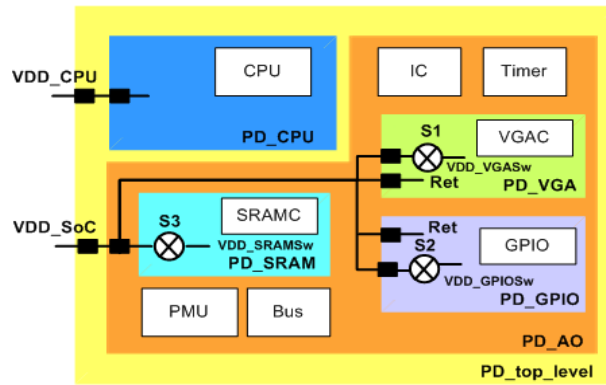 VDD_CPU
CPU
PD_CPU
IC
Timer
S1
VGAC
VDD_VGASw
Ret
PD_VGA
VDD_SoC
S3
SRAMC
VDD_SRAMSw
PD_SRAM
Ret
S2
GPIO
VDD_GPIOSw
PD_GPIO
PMU
Bus
PD_AO
PD_top_level